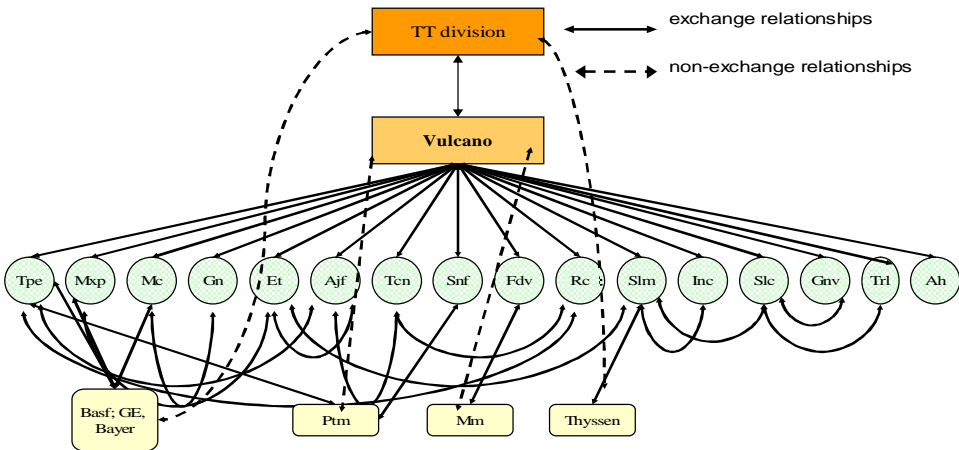 TT division
exchange relationships
non-exchange relationships
Vulcano
Tpe Mxp Mc Gn Et Ajf Tcn Snf Fdv Rc Slm Inc Slc Gnv Trl Ah
Basf; GE,
Bayer
Ptm
Mm
Thyssen